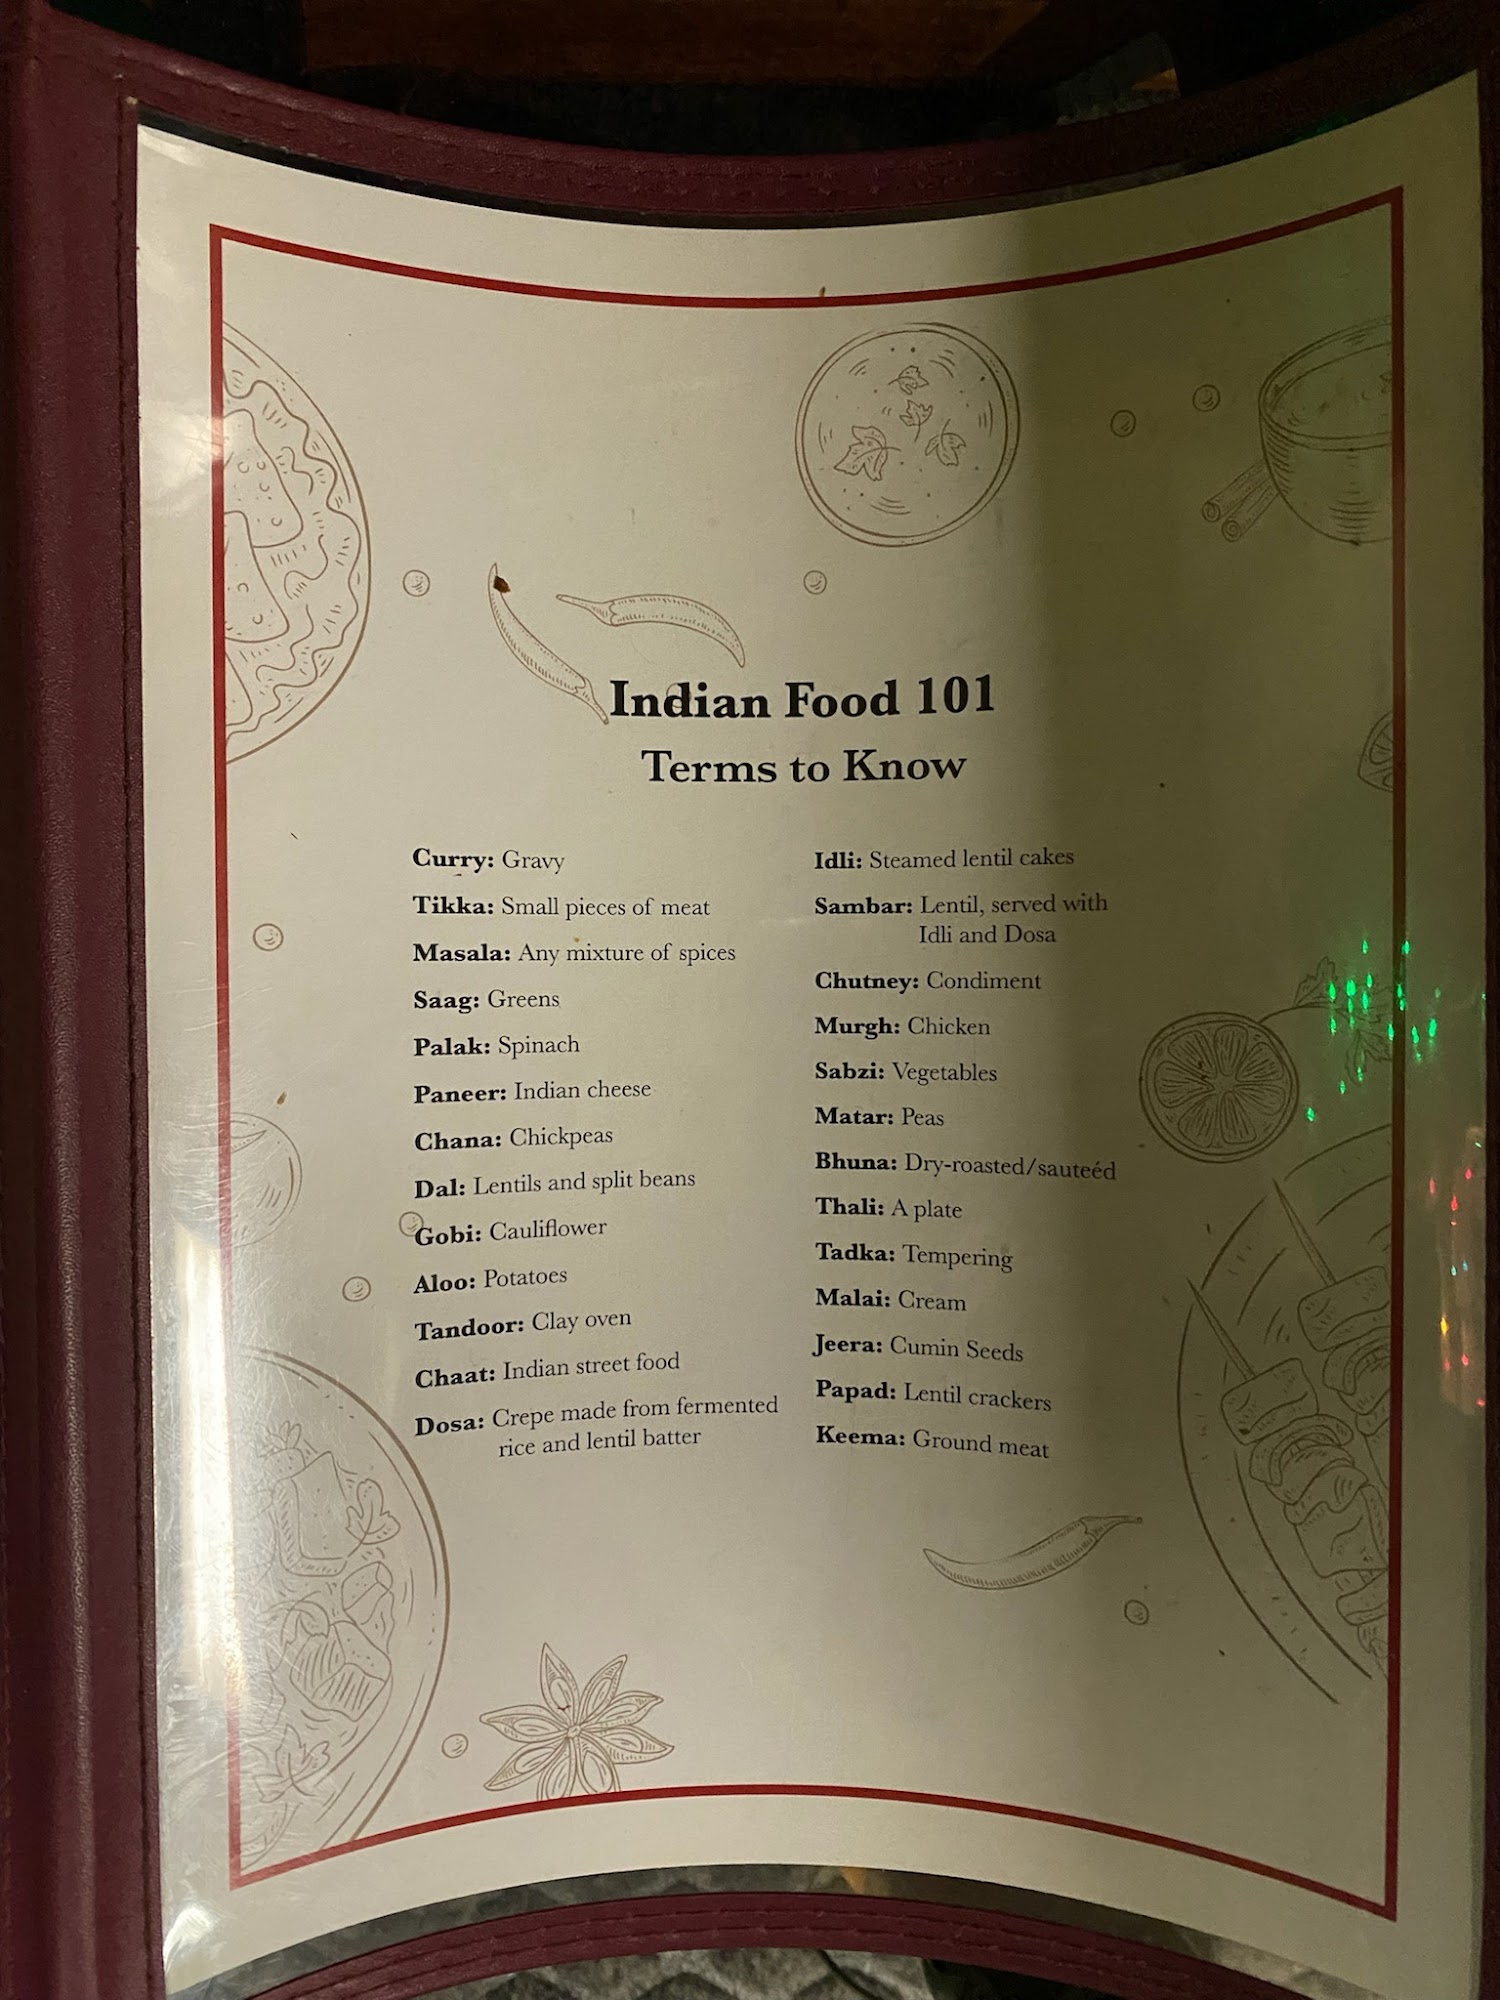 Indian Food 101
Terms to Know
Curry: Gravy
Tikka: Small pieces of meat
Masala: Any mixture of spices
Saag: Greens
Palak: Spinach
Paneer: Indian cheese
Chana: Chickpeas
Dal: Lentils and split beans
Gobi: Cauliflower
Aloo: Potatoes
Tandoor: Clay oven
Chaat: Indian street food
Dosa: Crepe made from fermented
rice and lentil batter
Idli: Steamed lentil cakes
Sambar: Lentil, served with
Idli and Dosa
Chutney: Condiment
Murgh: Chicken
Sabzi: Vegetables
Matar: Peas
Bhuna: Dry-roasted/sauteéd
Thali: A plate
Tadka: Tempering
Malai: Cream
Jeera: Cumin Seeds
Papad: Lentil crackers
Keema: Ground meat